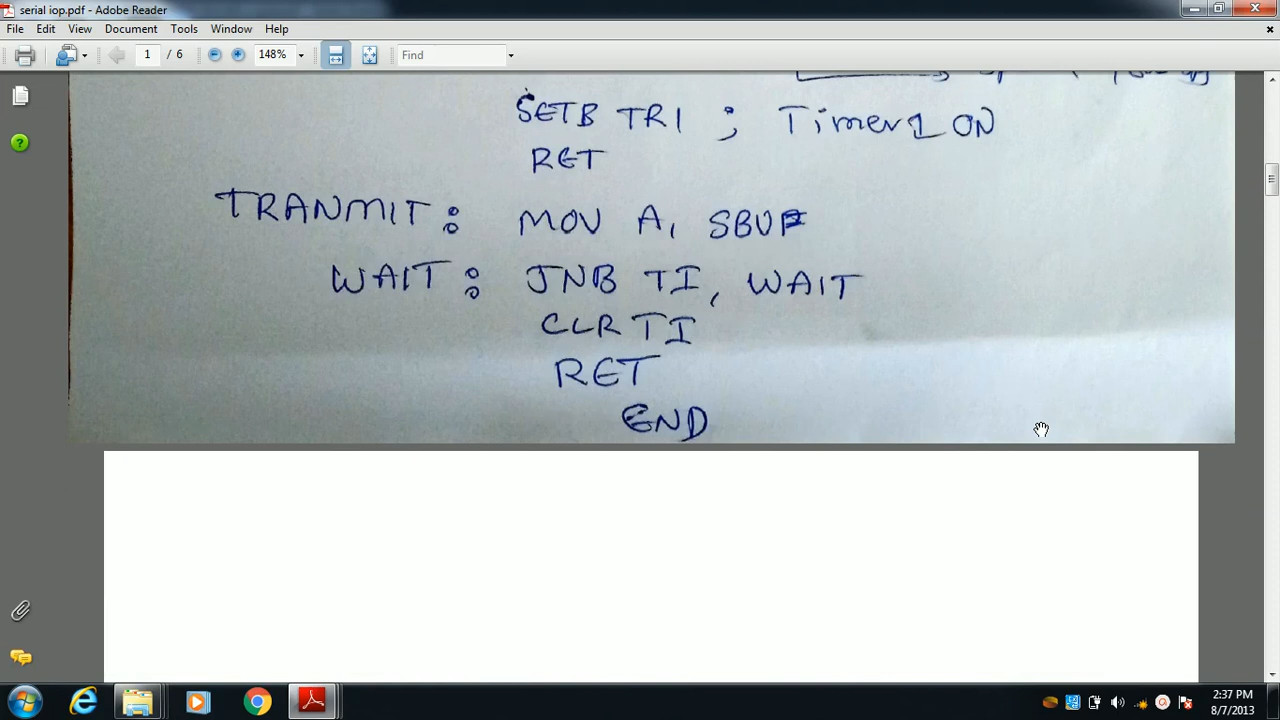 serial iop.pdf - Adobe Reader
File Edit View Document Tools Window Help
1 / 6 148% Find
SETB TR1 ; Timer1 ON
RET
TRANMIT: MOV A, SBUF
WAIT: JNB TI, WAIT
CLR TI
RET
END
2:37 PM
8/7/2013